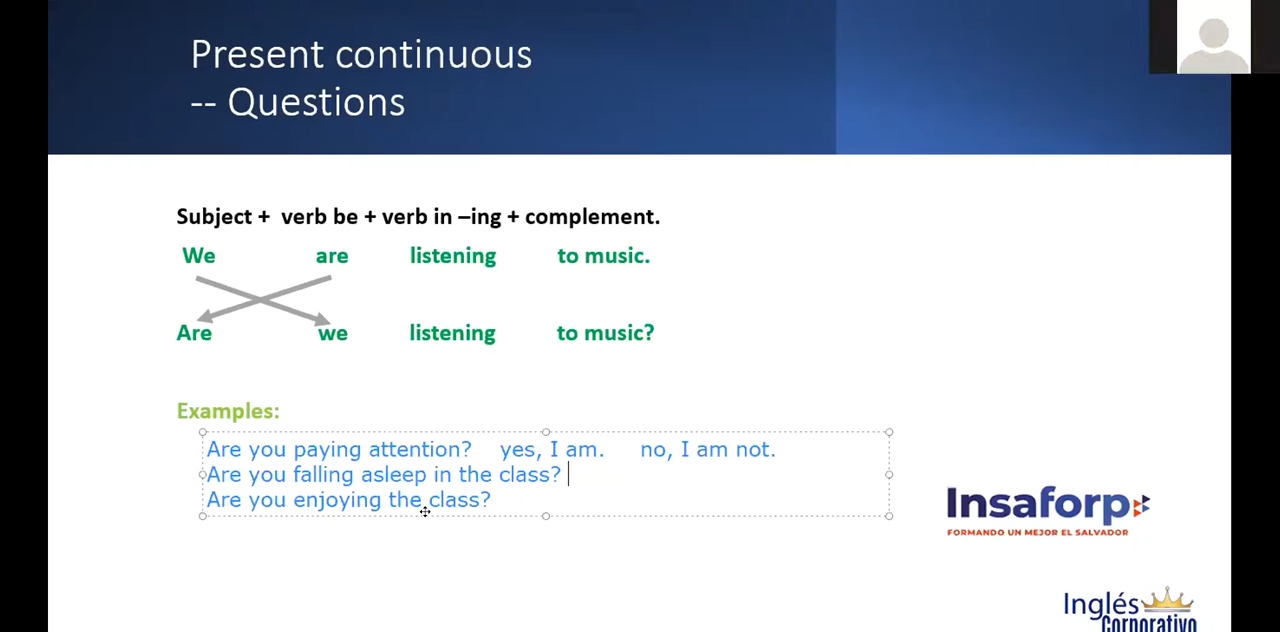 Present continuous
-- Questions
Subject + verb be + verb in –ing + complement.
We are listening to music.
Are we listening to music?
Examples:
Are you paying attention? yes, I am. no, I am not.
Are you falling asleep in the class?
Are you enjoying the class?
Insaforp
FORMANDO UN MEJOR EL SALVADOR
Inglés
Corporativo